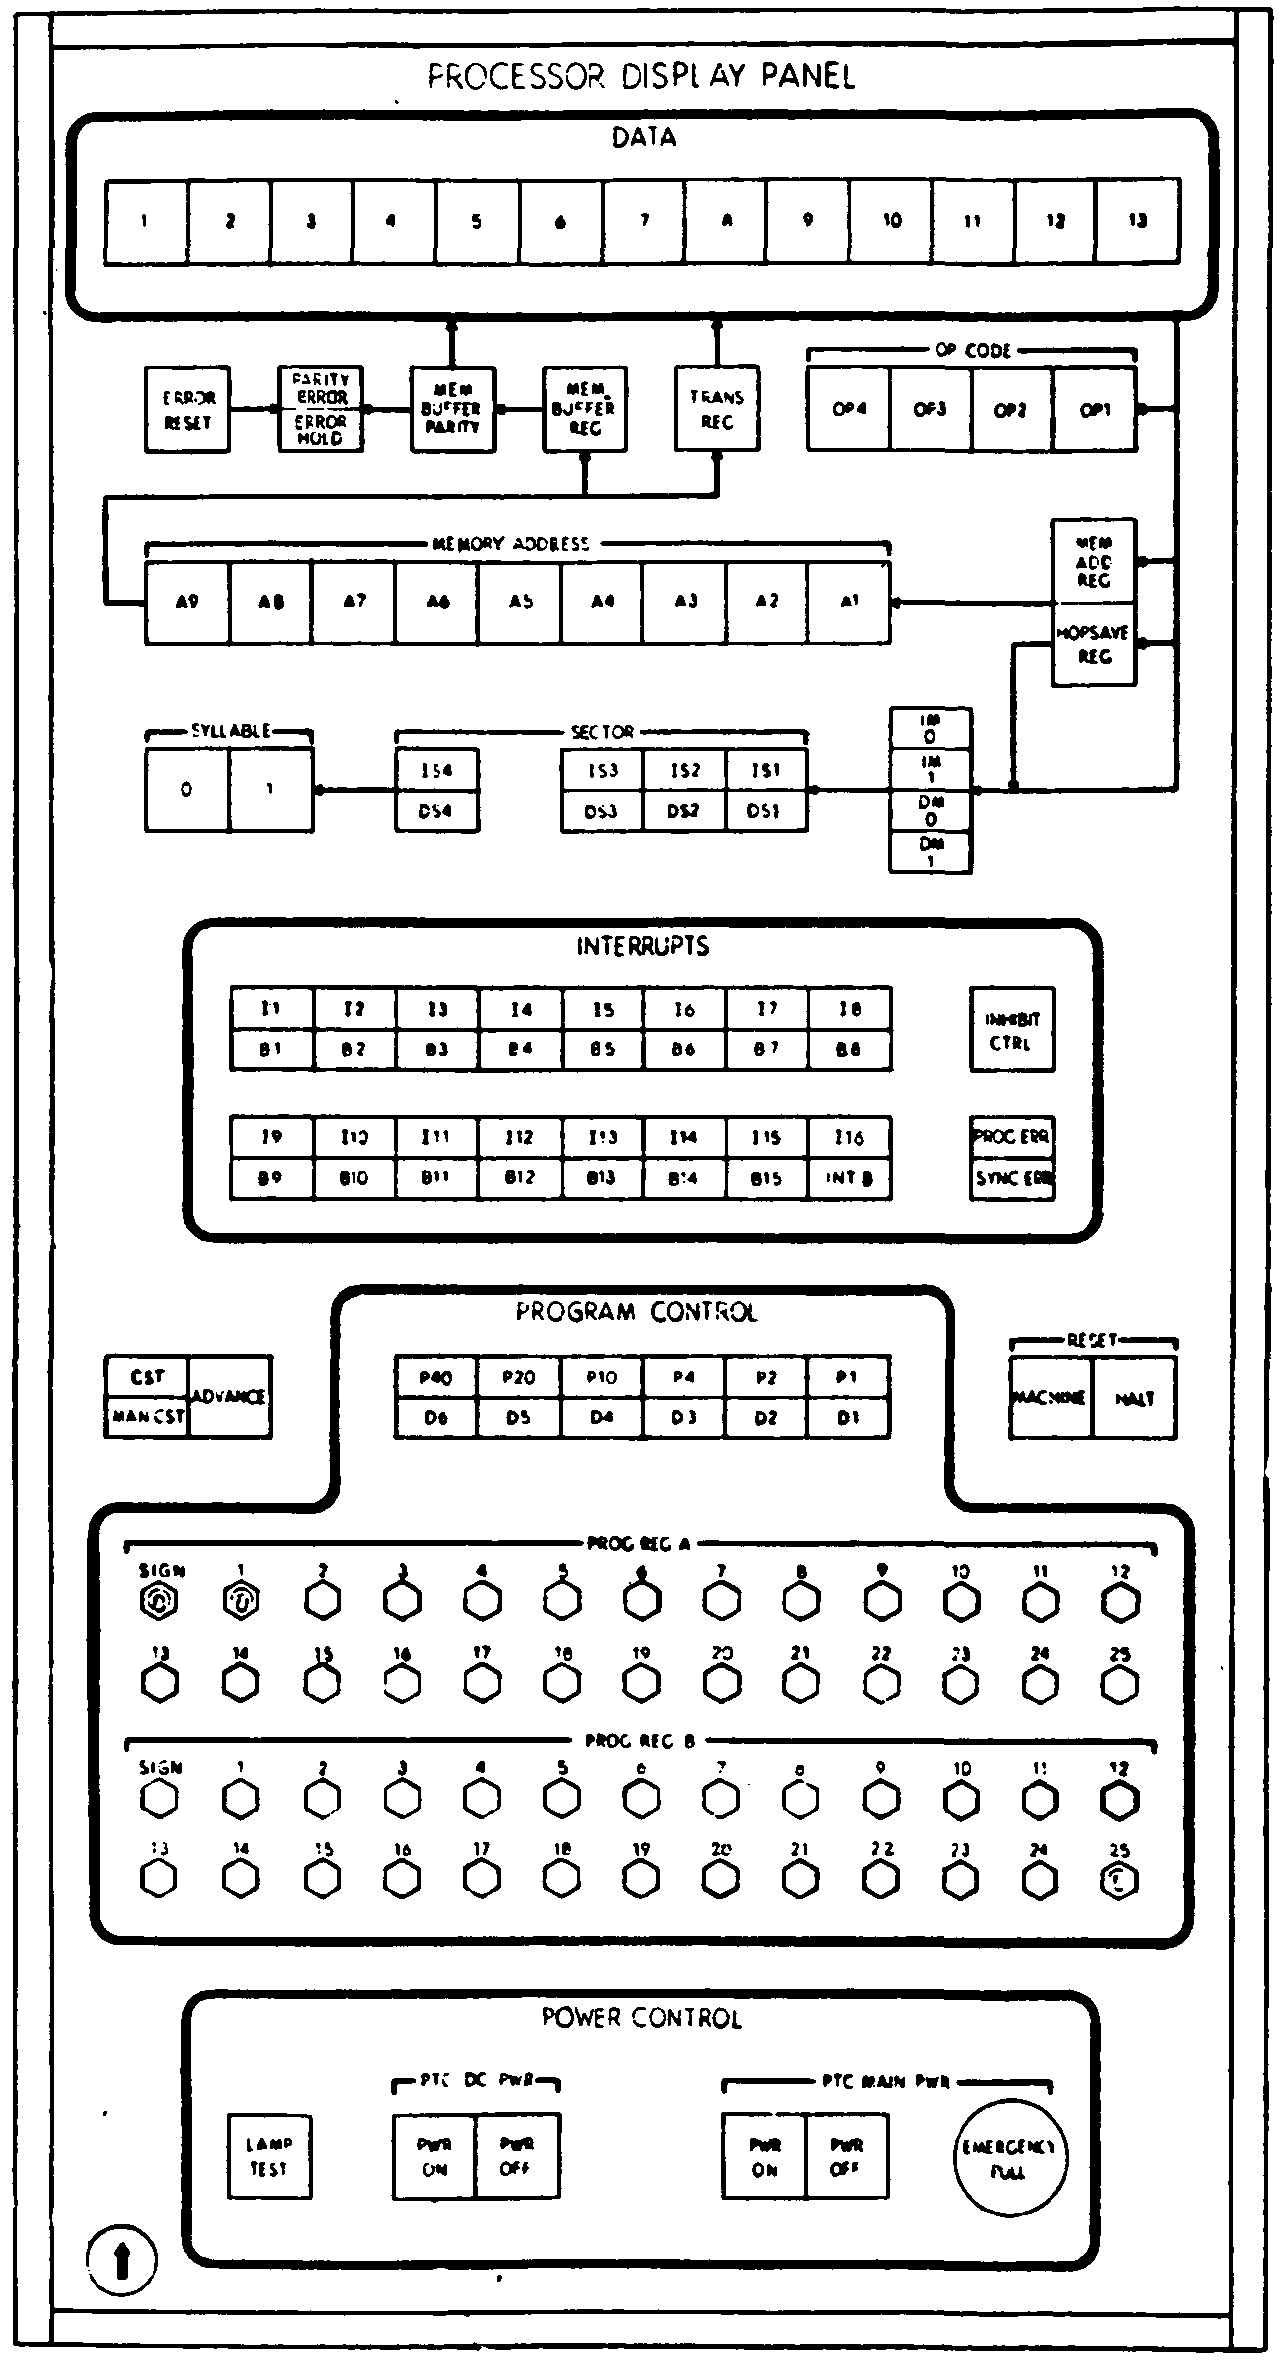 PROCESSOR DISPLAY PANEL
DATA
1 2 3 4 5 6 7 8 9 10 11 12 13
OP CODE
ERROR RESET
PARITY ERROR
ERROR HOLD
MEM BUFFER PARITY
MEM BUFFER REG
TRANS REG
OP4 OP3 OP2 OP1
MEMORY ADDRESS
A9 A8 A7 A6 A5 A4 A3 A2 A1
MEM ADD REG
HOPSAVE REG
SYLLABLE
0 1
SECTOR
IS4 IS3 IS2 IS1
DS4 DS3 DS2 DS1
IM 0
IM 1
DM 0
DM 1
INTERRUPTS
I1 I2 I3 I4 I5 I6 I7 I8
B1 B2 B3 B4 B5 B6 B7 B8
INHIBIT CTRL
I9 I10 I11 I12 I13 I14 I15 I16
B9 B10 B11 B12 B13 B14 B15 INT B
PROG ERR
SYNC ERR
PROGRAM CONTROL
CST
MAN CST
ADVANCE
P40 P20 P10 P4 P2 P1
D6 D5 D4 D3 D2 D1
RESET
MACHINE HALT
PROG REG A
SIGN 1 2 3 4 5 6 7 8 9 10 11 12
13 14 15 16 17 18 19 20 21 22 23 24 25
PROG REG B
SIGN 1 2 3 4 5 6 7 8 9 10 11 12
13 14 15 16 17 18 19 20 21 22 23 24 25
POWER CONTROL
PTC DC PWR
PTC MAIN PWR
LAMP TEST
PWR ON
PWR OFF
PWR ON
PWR OFF
EMERGENCY PULL